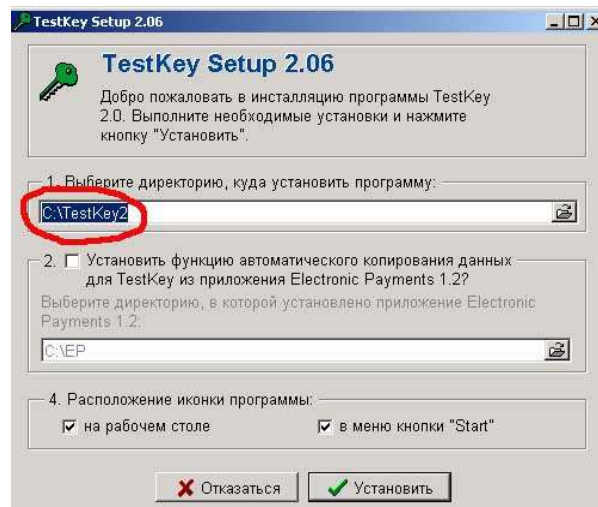 TestKey Setup 2.06
TestKey Setup 2.06
Добро пожаловать в инсталляцию программы TestKey
2.0. Выполните необходимые установки и нажмите
кнопку "Установить".
1. Выберите директорию, куда установить программу:
C:\TestKey2
2. Установить функцию автоматического копирования данных
для TestKey из приложения Electronic Payments 1.2?
Выберите директорию, в которой установлено приложение Electronic
Payments 1.2:
C:\EP
4. Расположение иконки программы:
на рабочем столе в меню кнопки "Start"
Отказаться Установить